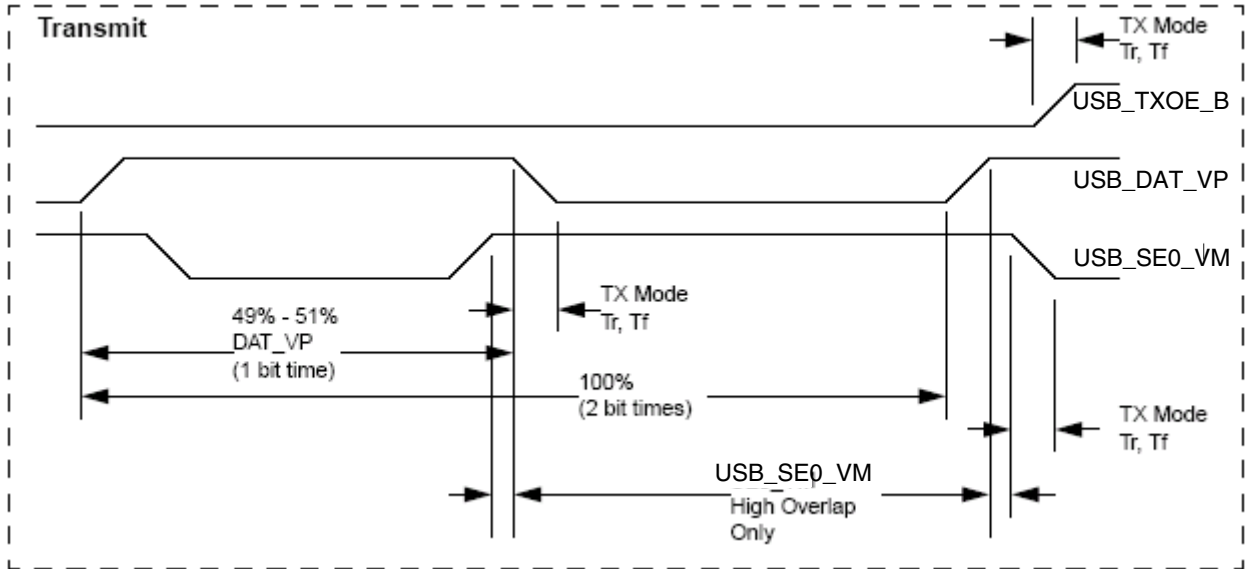 Transmit
TX Mode
Tr, Tf
USB_TXOE_B
USB_DAT_VP
USB_SE0_VM
TX Mode
Tr, Tf
49% - 51%
DAT_VP
(1 bit time)
100%
(2 bit times)
TX Mode
Tr, Tf
USB_SE0_VM
High Overlap
Only